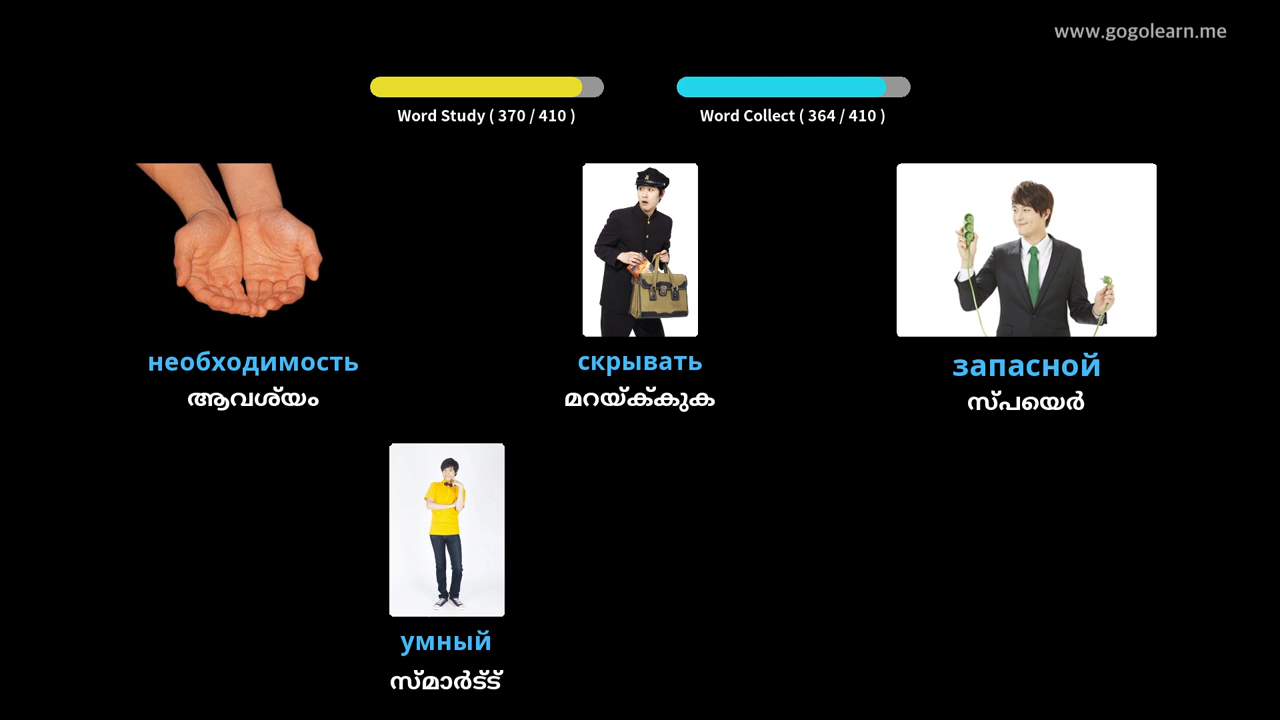 www.gogolearn.me
Word Study ( 370 / 410 )
Word Collect ( 364 / 410 )
необходимость
ആവശ്യം
скрывать
മറയ്ക്കുക
запасной
സ്പയെർ
умный
സ്മാർട്ട്